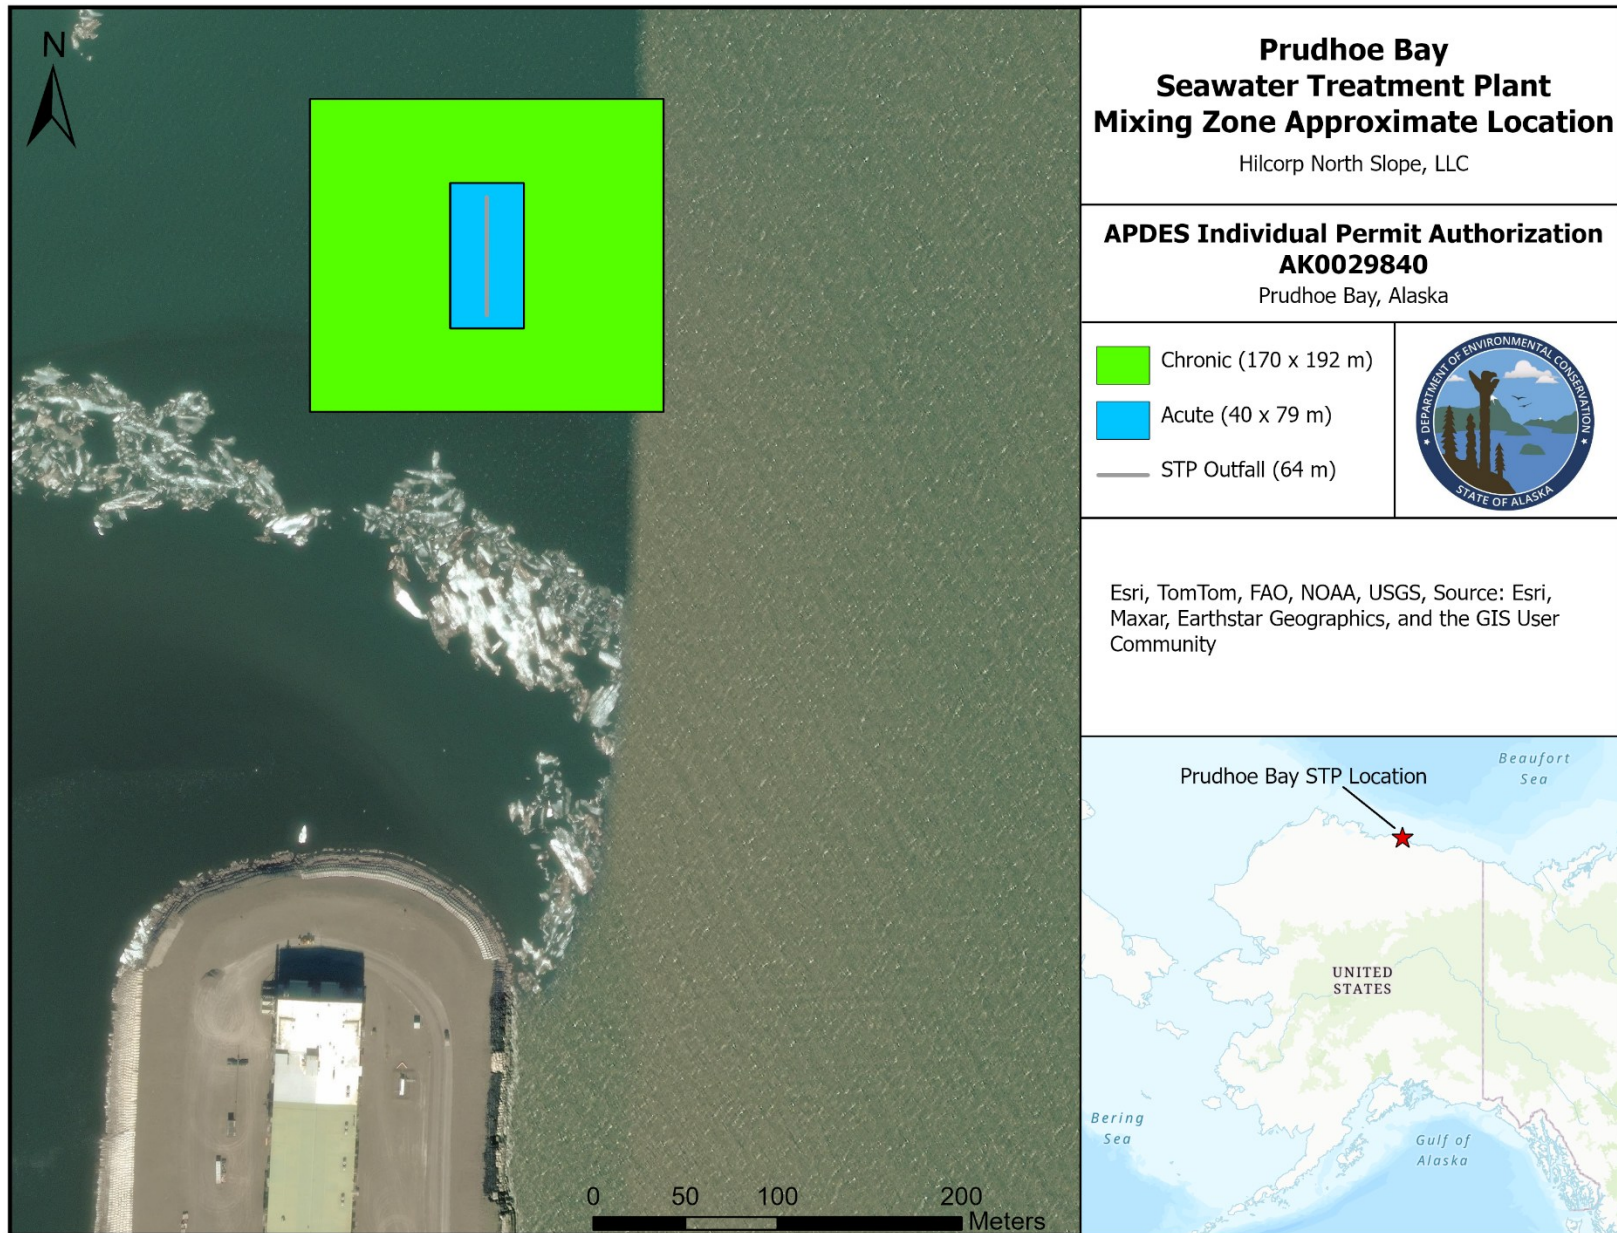 N
Prudhoe Bay
Seawater Treatment Plant
Mixing Zone Approximate Location
Hilcorp North Slope, LLC
APDES Individual Permit Authorization
AK0029840
Prudhoe Bay, Alaska
Chronic (170 x 192 m)
Acute (40 x 79 m)
STP Outfall (64 m)
DEPARTMENT OF ENVIRONMENTAL CONSERVATION
STATE OF ALASKA
Esri, TomTom, FAO, NOAA, USGS, Source: Esri,
Maxar, Earthstar Geographics, and the GIS User
Community
Prudhoe Bay STP Location
Beaufort
Sea
UNITED
STATES
Bering
Sea
Gulf of
Alaska
0 50 100 200
Meters